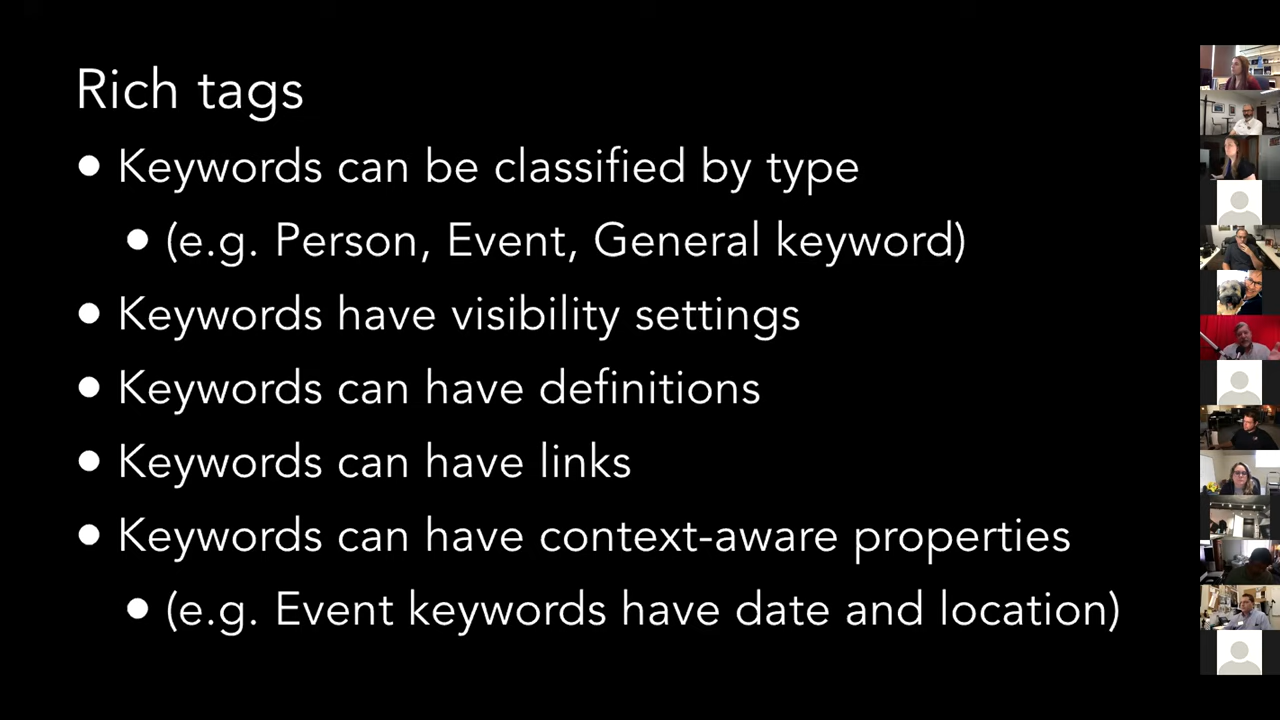 Rich tags
● Keywords can be classified by type
● (e.g. Person, Event, General keyword)
● Keywords have visibility settings
● Keywords can have definitions
● Keywords can have links
● Keywords can have context-aware properties
● (e.g. Event keywords have date and location)